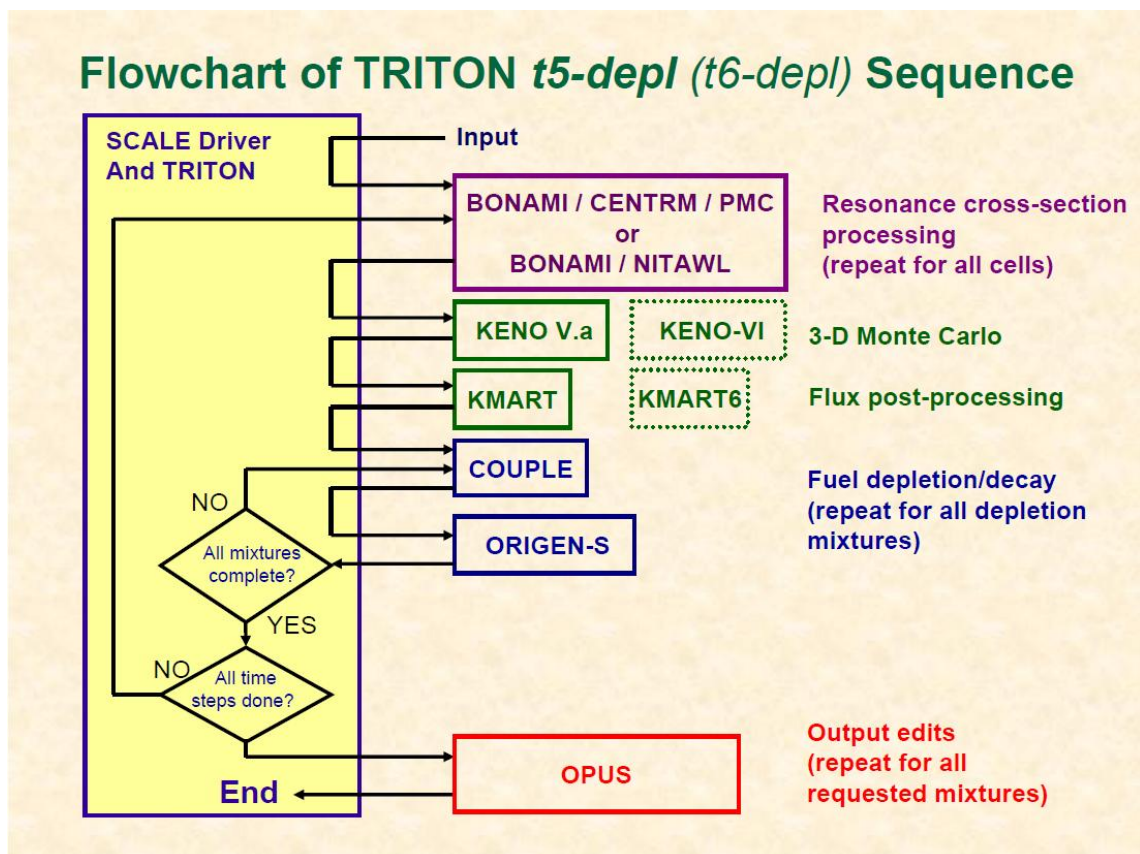 Flowchart of TRITON t5-depl (t6-depl) Sequence
SCALE Driver
And TRITON
Input
BONAMI / CENTRM / PMC
or
BONAMI / NITAWL
Resonance cross-section
processing
(repeat for all cells)
KENO V.a
KENO-VI
3-D Monte Carlo
KMART
KMART6
Flux post-processing
COUPLE
Fuel depletion/decay
(repeat for all depletion
mixtures)
NO
ORIGEN-S
All mixtures
complete?
YES
NO
All time
steps done?
OPUS
Output edits
(repeat for all
requested mixtures)
End